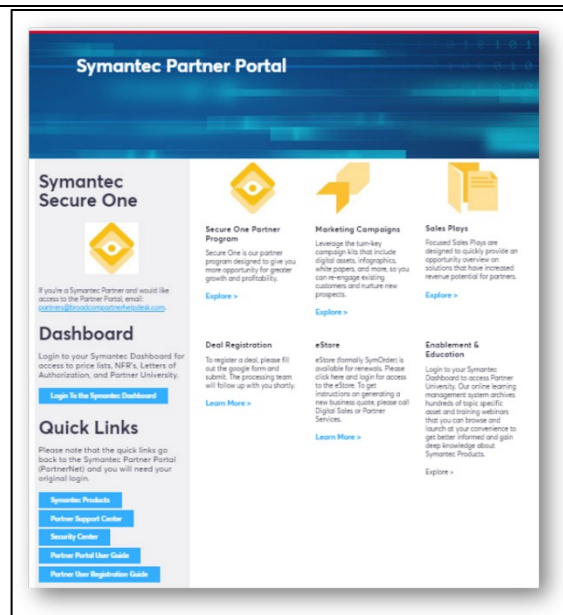 Symantec Partner Portal
Symantec
Secure One
If you're a Symantec Partner and would like
access to the Partner Portal, email:
partners@broadcompartnerhelpdesk.com.
Dashboard
Login to your Symantec Dashboard for
access to price lists, NFR's, Letters of
Authorization, and Partner University.
Login To the Symantec Dashboard
Quick Links
Please note that the quick links go
back to the Symantec Partner Portal
(PartnerNet) and you will need your
original login.
Symantec Products
Partner Support Center
Security Center
Partner Portal User Guide
Partner User Registration Guide
Secure One Partner
Program
Secure One is our partner
program designed to give you
more opportunity for greater
growth and profitability.
Explore >
Marketing Campaigns
Leverage the turn-key
campaign kits that include
digital assets, infographics,
white papers, and more, so you
can re-engage existing
customers and nurture new
prospects.
Explore >
Sales Plays
Focused Sales Plays are
designed to quickly provide an
opportunity overview on
solutions that have increased
revenue potential for partners.
Explore >
Deal Registration
To register a deal, please fill
out the google form and
submit. The processing team
will follow up with you shortly.
Learn More >
eStore
eStore (formally SymOrder) is
available for renewals. Please
click here and login for access
to the eStore. To get
instructions on generating a
new business quote, please call
Digital Sales or Partner
Services.
Learn More >
Enablement &
Education
Login to your Symantec
Dashboard to access Partner
University. Our online learning
management system archives
hundreds of topic specific
asset and training webinars
that you can browse and
launch at your convenience to
get better informed and gain
deep knowledge about
Symantec Products.
Explore >